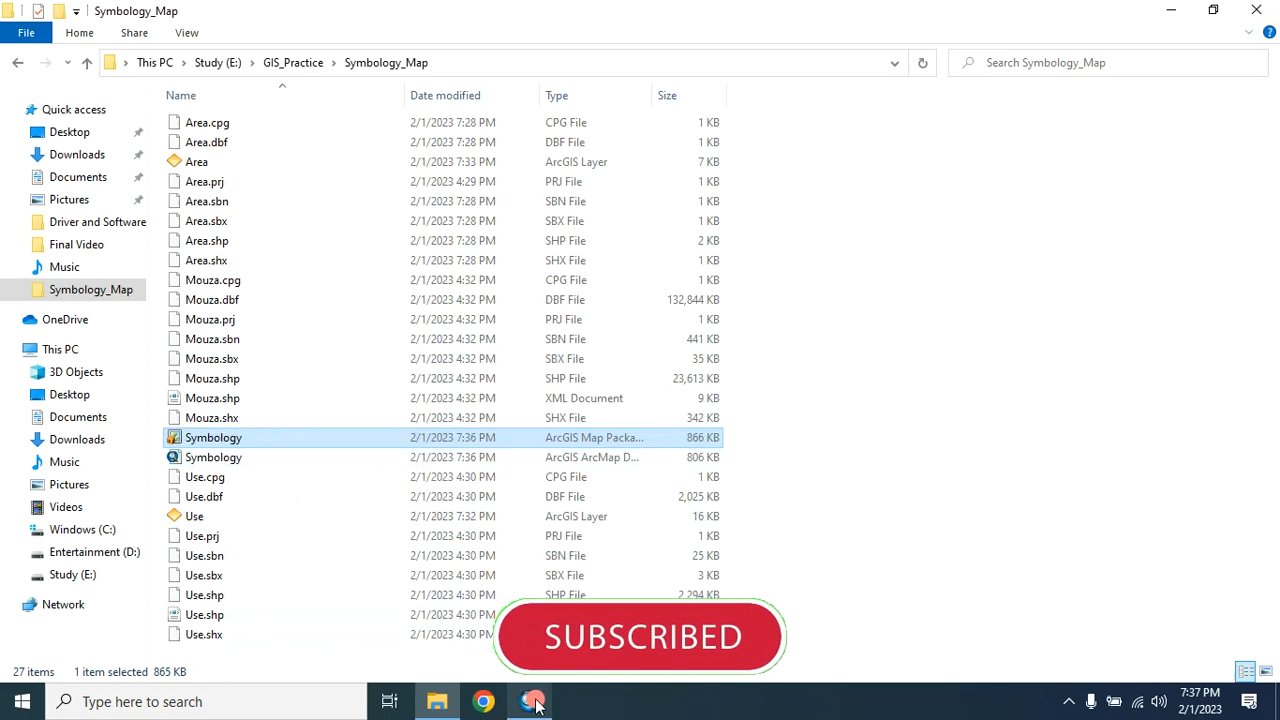 Symbology_Map
File Home Share View
This PC Study (E:) GIS_Practice Symbology_Map Search Symbology_Map
Name Date modified Type Size
Quick access
Desktop
Downloads
Documents
Pictures
Driver and Software
Final Video
Music
Symbology_Map
OneDrive
This PC
3D Objects
Desktop
Documents
Downloads
Music
Pictures
Videos
Windows (C:)
Entertainment (D:)
Study (E:)
Network
Area.cpg 2/1/2023 7:28 PM CPG File 1 KB
Area.dbf 2/1/2023 7:28 PM DBF File 1 KB
Area 2/1/2023 7:33 PM ArcGIS Layer 7 KB
Area.prj 2/1/2023 4:29 PM PRJ File 1 KB
Area.sbn 2/1/2023 7:28 PM SBN File 1 KB
Area.sbx 2/1/2023 7:28 PM SBX File 1 KB
Area.shp 2/1/2023 7:28 PM SHP File 2 KB
Area.shx 2/1/2023 7:28 PM SHX File 1 KB
Mouza.cpg 2/1/2023 4:32 PM CPG File 1 KB
Mouza.dbf 2/1/2023 4:32 PM DBF File 132,844 KB
Mouza.prj 2/1/2023 4:32 PM PRJ File 1 KB
Mouza.sbn 2/1/2023 4:32 PM SBN File 441 KB
Mouza.sbx 2/1/2023 4:32 PM SBX File 35 KB
Mouza.shp 2/1/2023 4:32 PM SHP File 23,613 KB
Mouza.shp 2/1/2023 4:32 PM XML Document 9 KB
Mouza.shx 2/1/2023 4:32 PM SHX File 342 KB
Symbology 2/1/2023 7:36 PM ArcGIS Map Packa... 866 KB
Symbology 2/1/2023 7:36 PM ArcGIS ArcMap D... 806 KB
Use.cpg 2/1/2023 4:30 PM CPG File 1 KB
Use.dbf 2/1/2023 4:30 PM DBF File 2,025 KB
Use 2/1/2023 7:32 PM ArcGIS Layer 16 KB
Use.prj 2/1/2023 4:30 PM PRJ File 1 KB
Use.sbn 2/1/2023 4:30 PM SBN File 25 KB
Use.sbx 2/1/2023 4:30 PM SBX File 3 KB
Use.shp 2/1/2023 4:30 PM SHP File 2,294 KB
Use.shp 2/1/2023 4:30 PM
Use.shx 2/1/2023 4:30 PM
SUBSCRIBED
27 items 1 item selected 865 KB
Type here to search
7:37 PM
2/1/2023